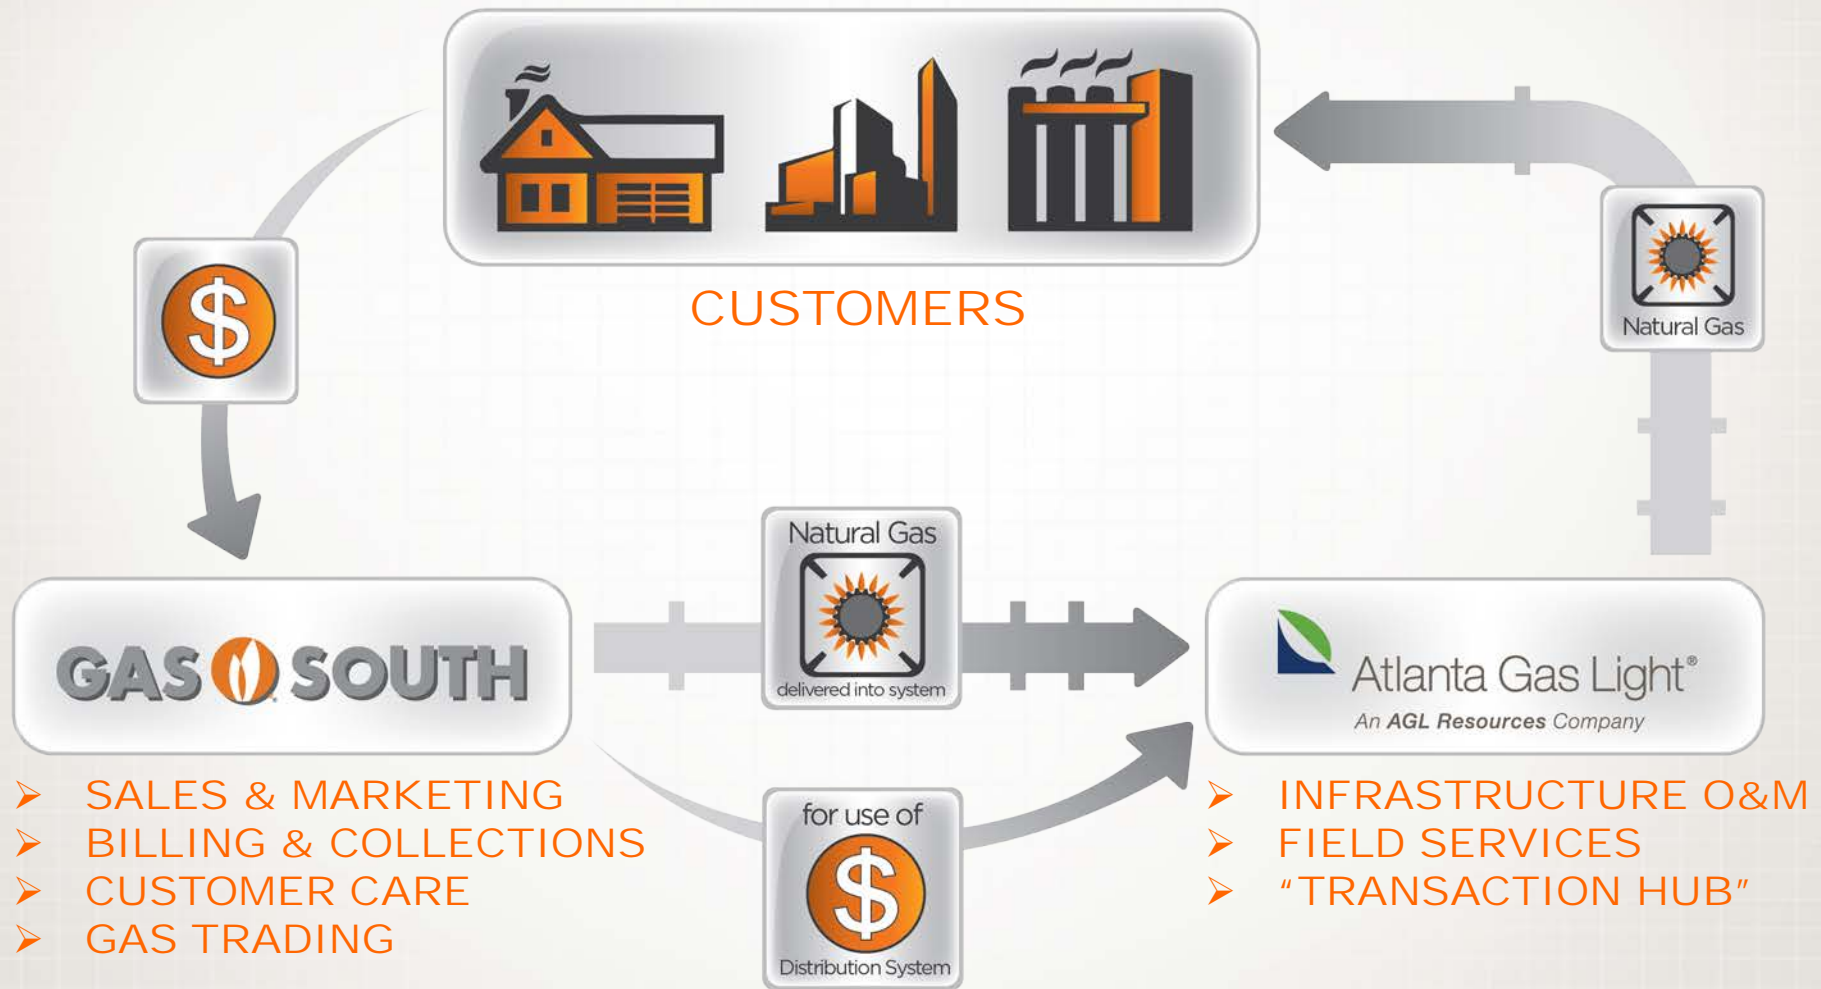 CUSTOMERS
$
Natural Gas
Natural Gas
delivered into system
GAS SOUTH
Atlanta Gas Light®
An AGL Resources Company
➢ SALES & MARKETING
➢ BILLING & COLLECTIONS
➢ CUSTOMER CARE
➢ GAS TRADING
for use of
$
Distribution System
➢ INFRASTRUCTURE O&M
➢ FIELD SERVICES
➢ “TRANSACTION HUB”